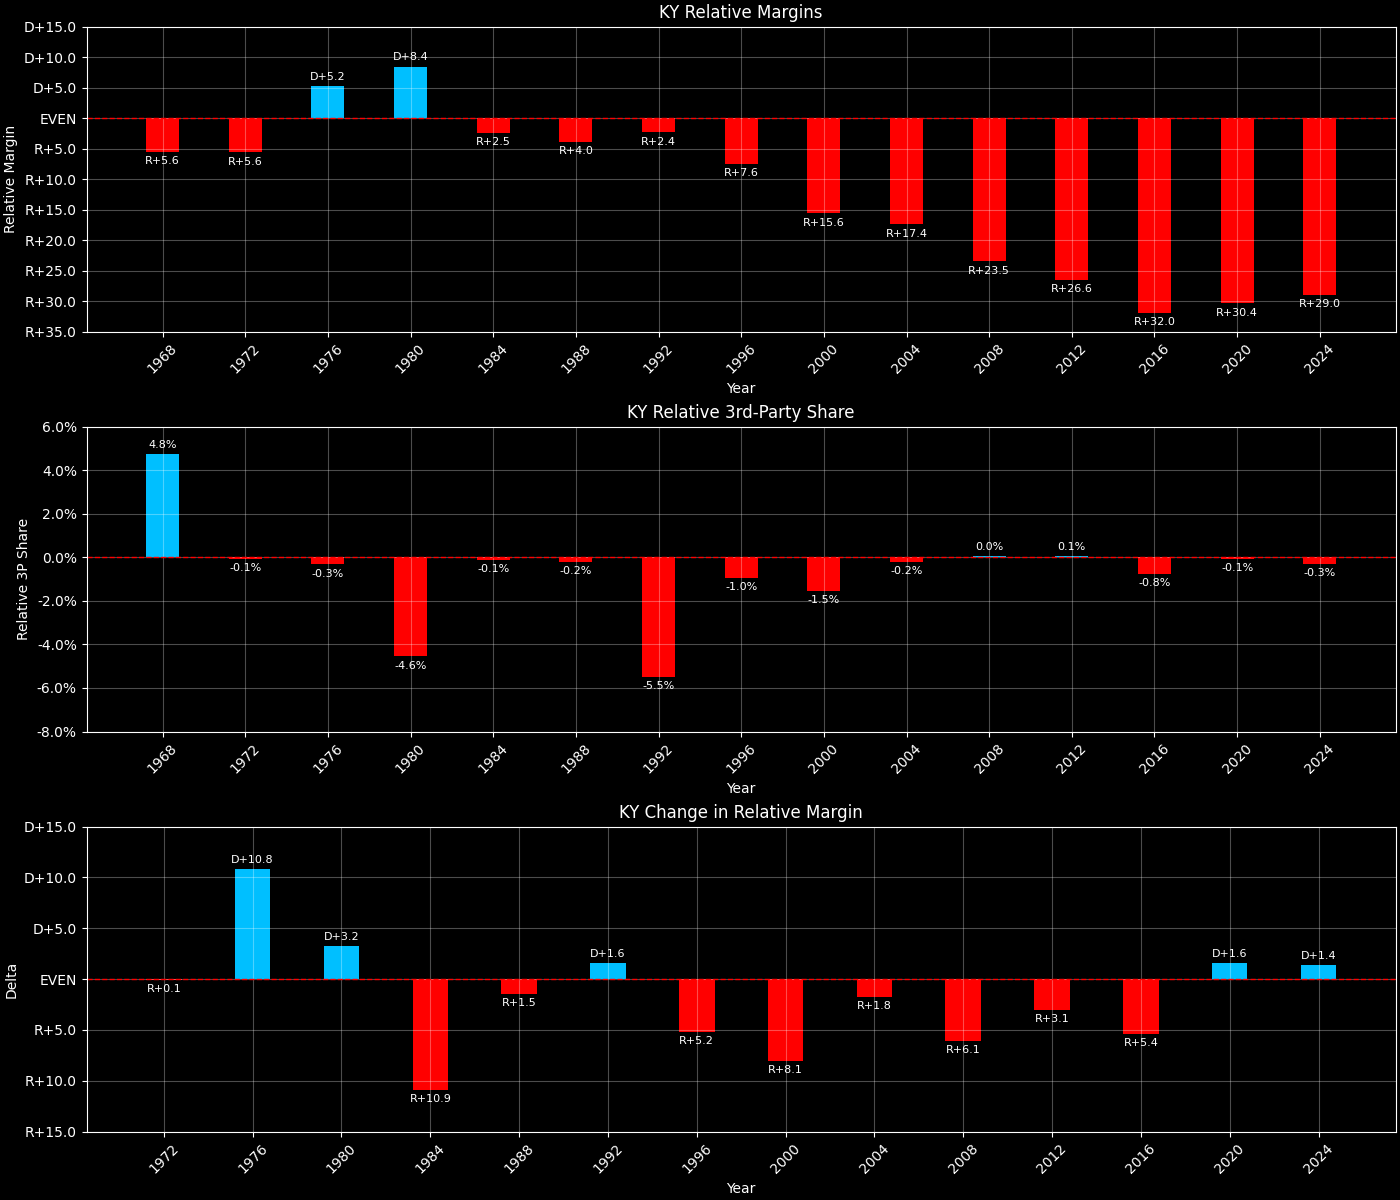 KY Relative Margins
D+15.0
D+10.0
D+5.0
EVEN
R+5.0
R+10.0
R+15.0
R+20.0
R+25.0
R+30.0
R+35.0
Relative Margin
R+5.6
R+5.6
D+5.2
D+8.4
R+2.5
R+4.0
R+2.4
R+7.6
R+15.6
R+17.4
R+23.5
R+26.6
R+32.0
R+30.4
R+29.0
1968 1972 1976 1980 1984 1988 1992 1996 2000 2004 2008 2012 2016 2020 2024
Year
KY Relative 3rd-Party Share
6.0%
4.0%
2.0%
0.0%
-2.0%
-4.0%
-6.0%
-8.0%
Relative 3P Share
4.8%
-0.1%
-0.3%
-4.6%
-0.1%
-0.2%
-5.5%
-1.0%
-1.5%
-0.2%
0.0%
0.1%
-0.8%
-0.1%
-0.3%
1968 1972 1976 1980 1984 1988 1992 1996 2000 2004 2008 2012 2016 2020 2024
Year
KY Change in Relative Margin
D+15.0
D+10.0
D+5.0
EVEN
R+5.0
R+10.0
R+15.0
Delta
R+0.1
D+10.8
D+3.2
R+10.9
R+1.5
D+1.6
R+5.2
R+8.1
R+1.8
R+6.1
R+3.1
R+5.4
D+1.6
D+1.4
1972 1976 1980 1984 1988 1992 1996 2000 2004 2008 2012 2016 2020 2024
Year